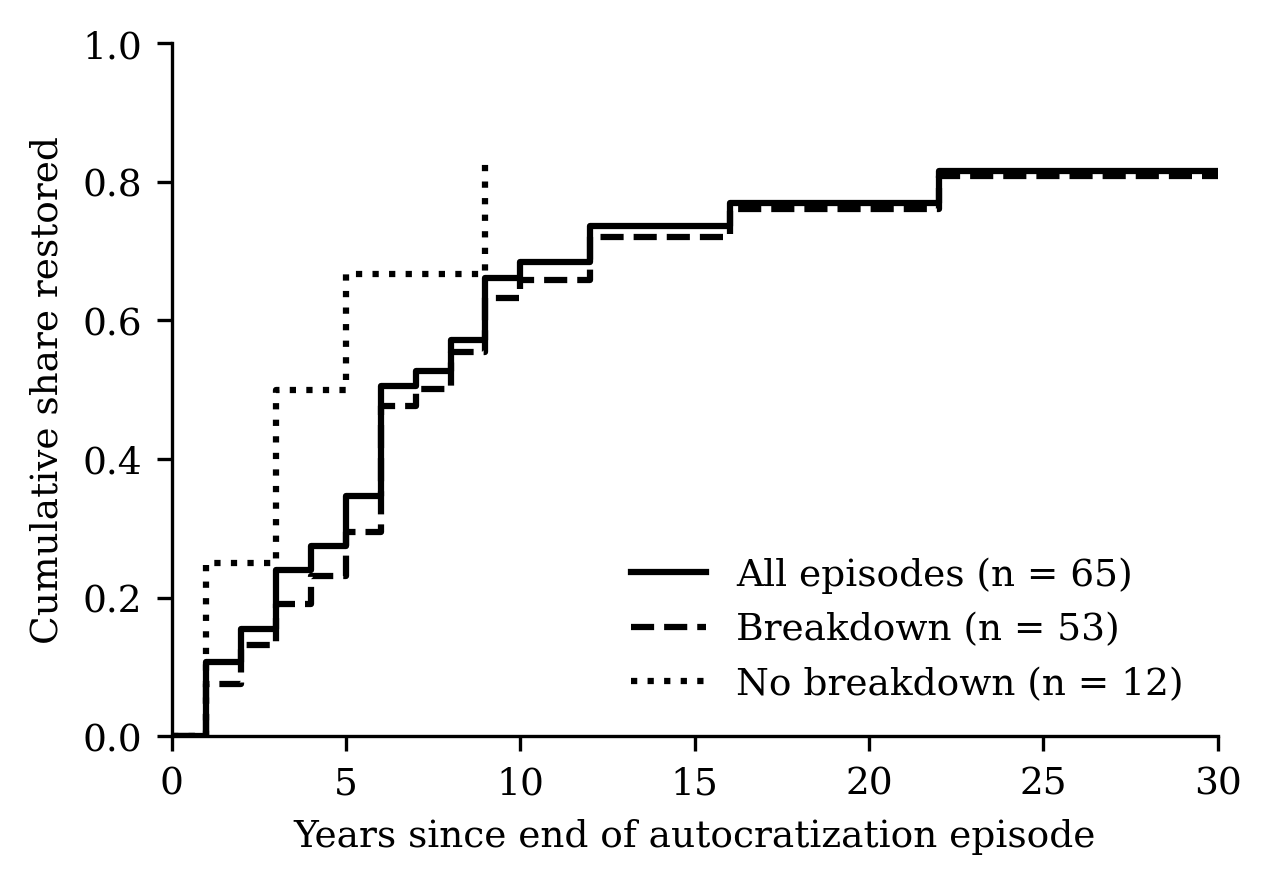 Cumulative share restored
1.0
0.8
0.6
0.4
0.2
0.0
All episodes (n = 65)
Breakdown (n = 53)
No breakdown (n = 12)
0 5 10 15 20 25 30
Years since end of autocratization episode